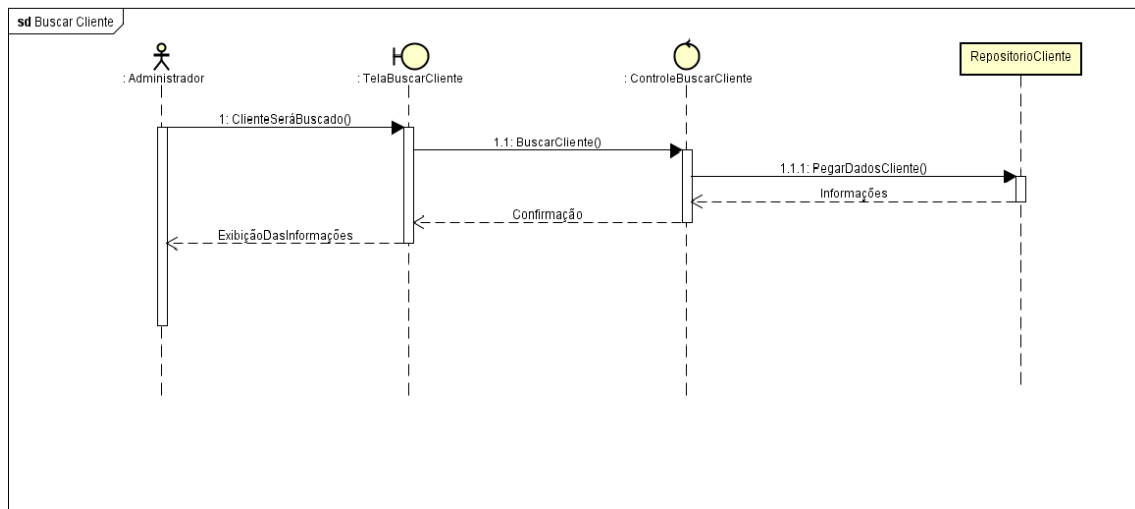 sd Buscar Cliente
: Administrador
: TelaBuscarCliente
: ControleBuscarCliente
RepositorioCliente
1: ClienteSeráBuscado()
1.1: BuscarCliente()
1.1.1: PegarDadosCliente()
Informações
Confirmação
ExibiçãoDasInformações